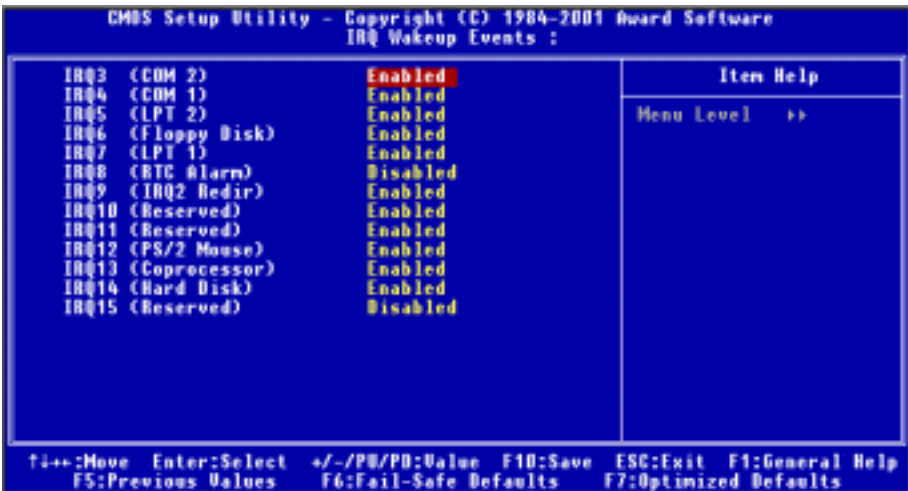 CMOS Setup Utility - Copyright (C) 1984-2001 Award Software
IRQ Wakeup Events :
IRQ3 (COM 2) Enabled
IRQ4 (COM 1) Enabled
IRQ5 (LPT 2) Enabled
IRQ6 (Floppy Disk) Enabled
IRQ7 (LPT 1) Enabled
IRQ8 (RTC Alarm) Disabled
IRQ9 (IRQ2 Redir) Enabled
IRQ10 (Reserved) Enabled
IRQ11 (Reserved) Enabled
IRQ12 (PS/2 Mouse) Enabled
IRQ13 (Coprocessor) Enabled
IRQ14 (Hard Disk) Enabled
IRQ15 (Reserved) Disabled
Item Help
Menu Level ▸▸
↑↓→←:Move Enter:Select +/-/PU/PD:Value F10:Save ESC:Exit F1:General Help
F5:Previous Values F6:Fail-Safe Defaults F7:Optimized Defaults